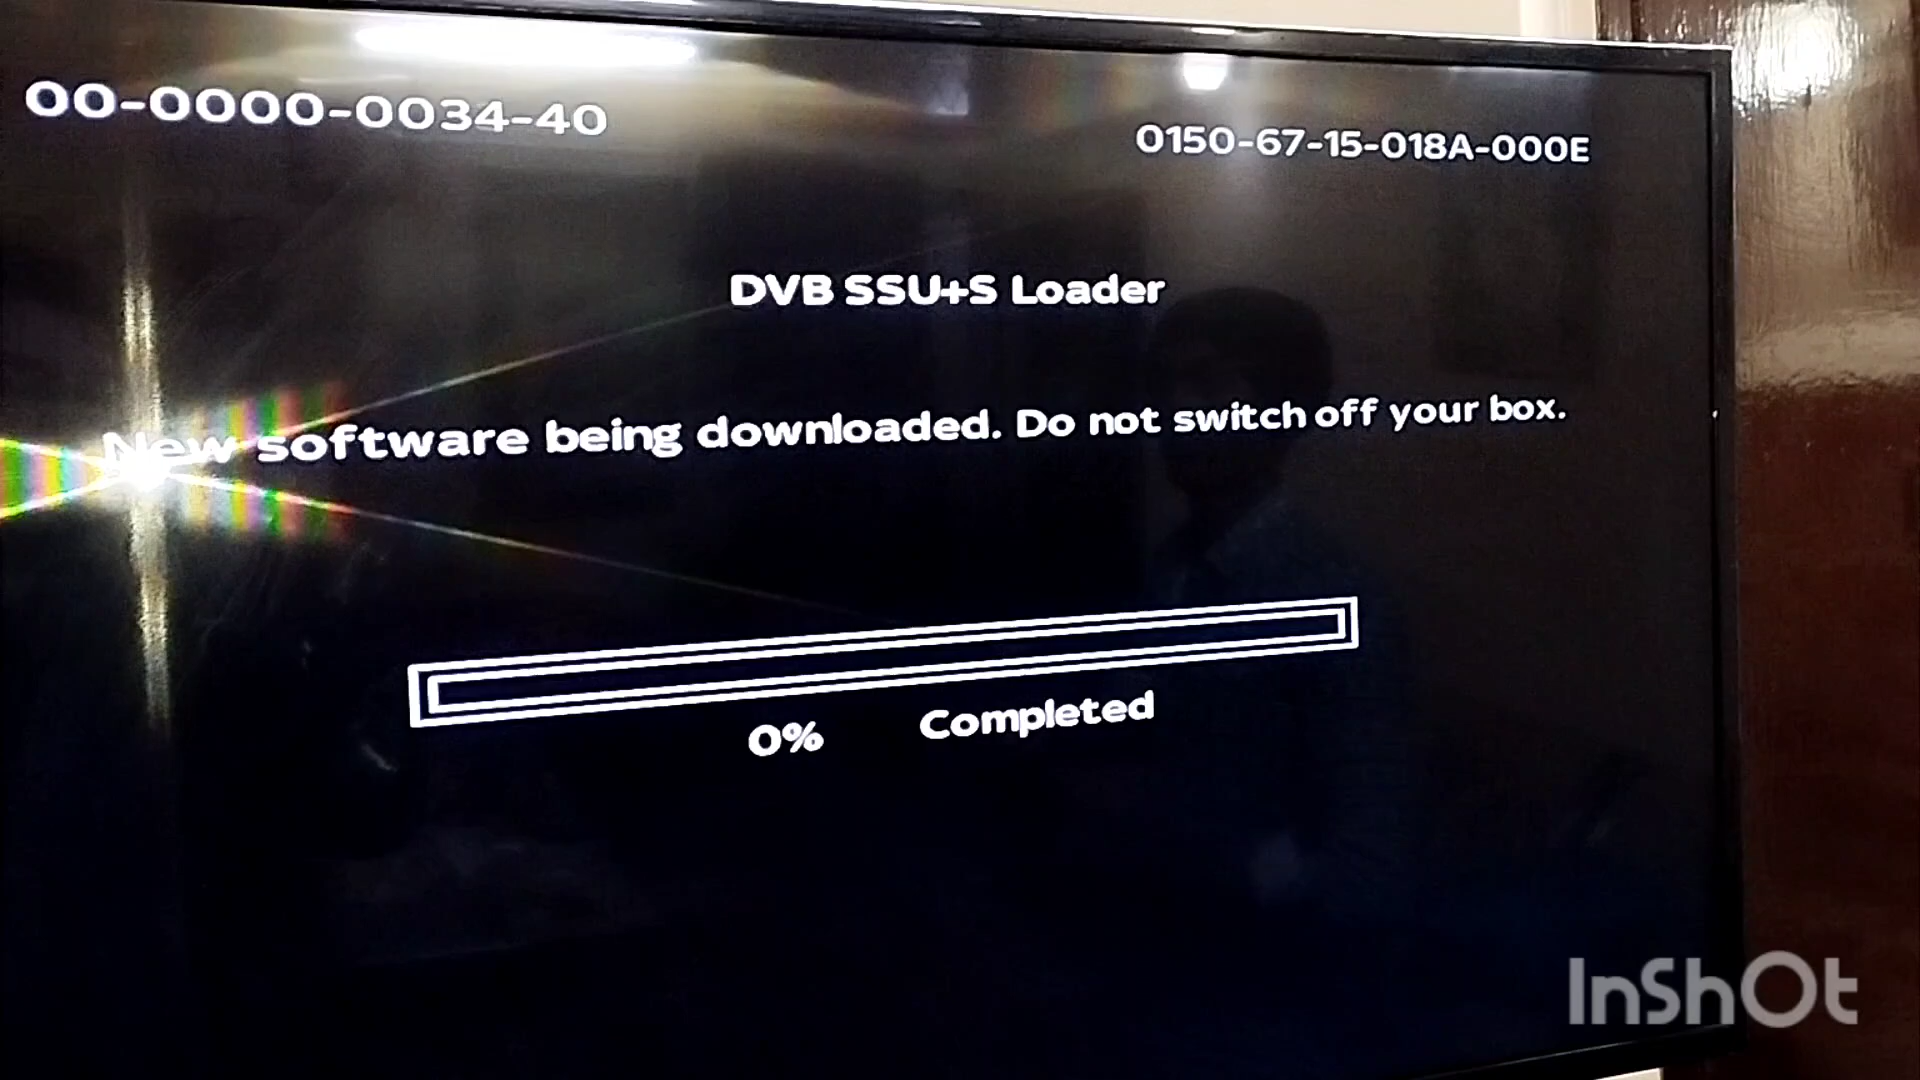 00-0000-0034-40
0150-67-15-018A-000E
DVB SSU+S Loader
New software being downloaded. Do not switch off your box.
0% Completed
InShOt